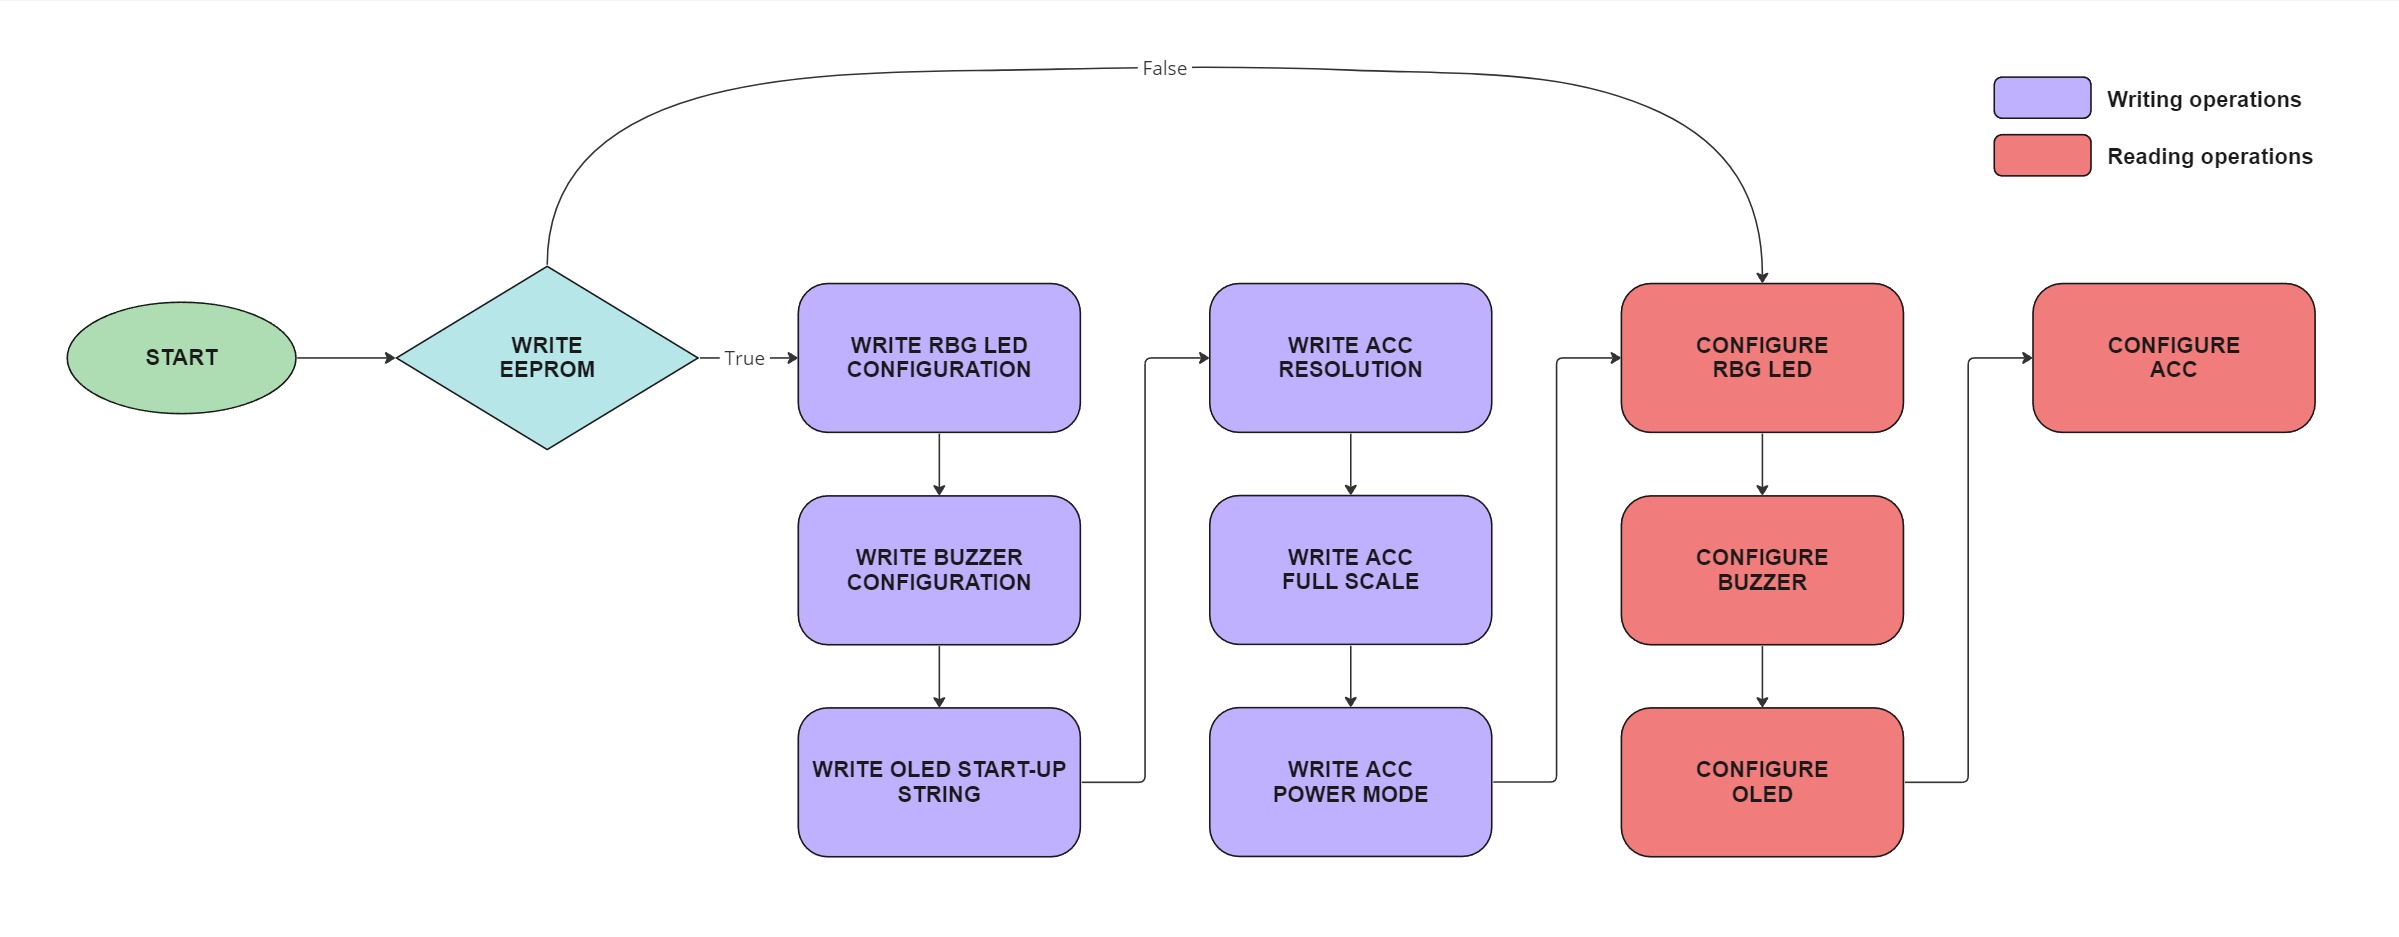 False
Writing operations
Reading operations
START
WRITE
EEPROM
True
WRITE RBG LED
CONFIGURATION
WRITE BUZZER
CONFIGURATION
WRITE OLED START-UP
STRING
WRITE ACC
RESOLUTION
WRITE ACC
FULL SCALE
WRITE ACC
POWER MODE
CONFIGURE
RBG LED
CONFIGURE
BUZZER
CONFIGURE
OLED
CONFIGURE
ACC